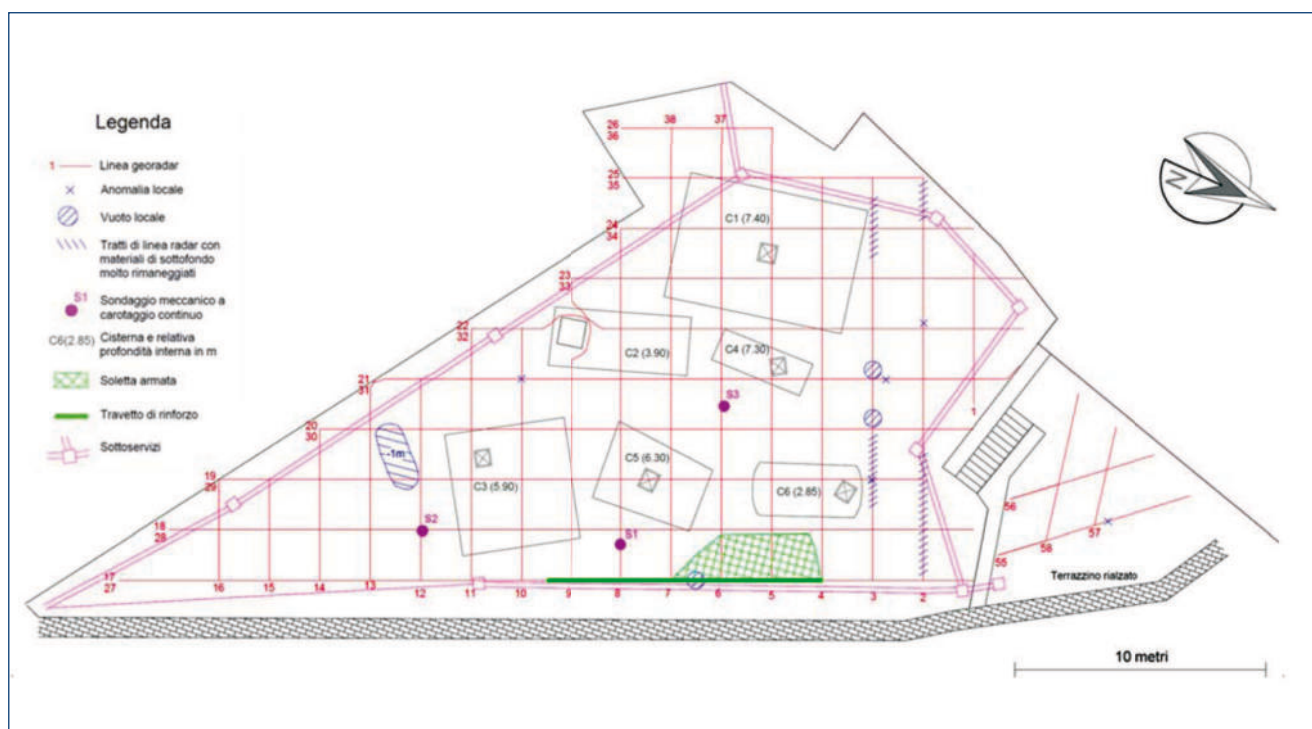 Legenda
1 Linea georadar
Anomalia locale
Vuoto locale
Tratti di linea radar con
materiali di sottofondo
molto rimaneggiati
S1 Sondaggio meccanico a
carotaggio continuo
C6(2.85) Cisterna e relativa
profondità interna in m
Soletta armata
Travetto di rinforzo
Sottoservizi
N
26
36
38
37
25
35
24
34
C1 (7.40)
23
33
22
32
C2 (3.90)
C4 (7.30)
21
31
S3
1
20
30
-1m
C5 (6.30)
19
29
C3 (5.90)
C6 (2.85)
56
18
28
S2
S1
57
58
55
17
27
16
15
14
13
12
11
10
9
8
7
6
5
4
3
2
Terrazzino rialzato
10 metri